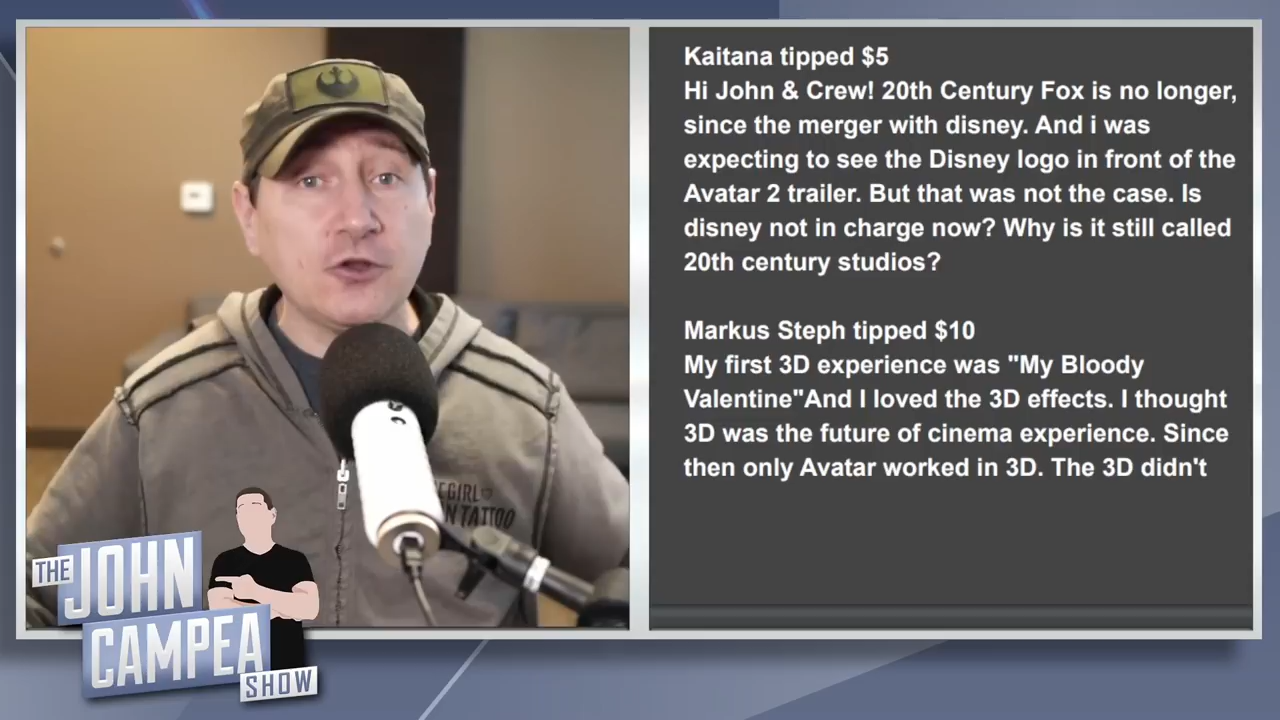 Kaitana tipped $5
Hi John & Crew! 20th Century Fox is no longer,
since the merger with disney. And i was
expecting to see the Disney logo in front of the
Avatar 2 trailer. But that was not the case. Is
disney not in charge now? Why is it still called
20th century studios?
Markus Steph tipped $10
My first 3D experience was "My Bloody
Valentine"And I loved the 3D effects. I thought
3D was the future of cinema experience. Since
then only Avatar worked in 3D. The 3D didn't
TATTOO
THE
JOHN
CAMPEA
SHOW